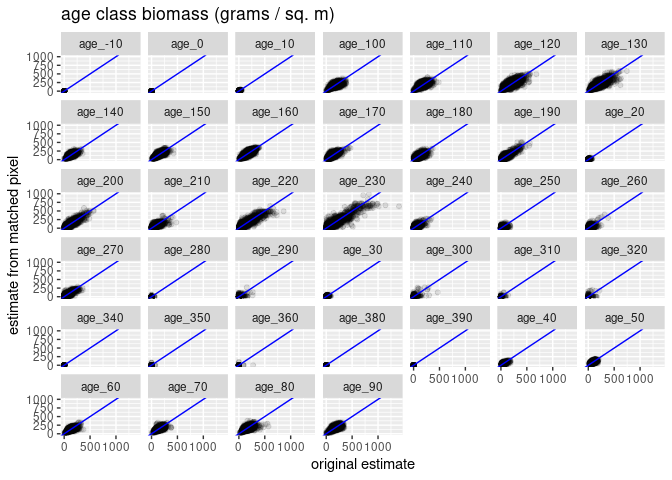 age class biomass (grams / sq. m)
age_-10 age_0 age_10 age_100 age_110 age_120 age_130
1000
750
500
250
0
age_140 age_150 age_160 age_170 age_180 age_190 age_20
1000
750
500
250
0
age_200 age_210 age_220 age_230 age_240 age_250 age_260
1000
750
500
250
0
age_270 age_280 age_290 age_30 age_300 age_310 age_320
1000
750
500
250
0
age_340 age_350 age_360 age_380 age_390 age_40 age_50
1000
750
500
250
0
0 500 1000 0 500 1000 0 500 1000
age_60 age_70 age_80 age_90
1000
750
500
250
0
0 500 1000 0 500 1000 0 500 1000 0 500 1000
original estimate
estimate from matched pixel